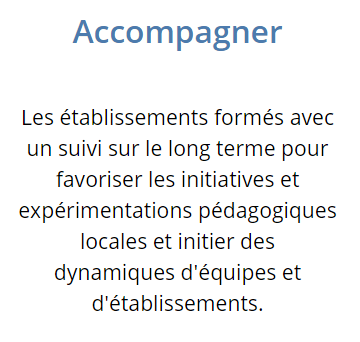 Accompagner
Les établissements formés avec
un suivi sur le long terme pour
favoriser les initiatives et
expérimentations pédagogiques
locales et initier des
dynamiques d'équipes et
d'établissements.